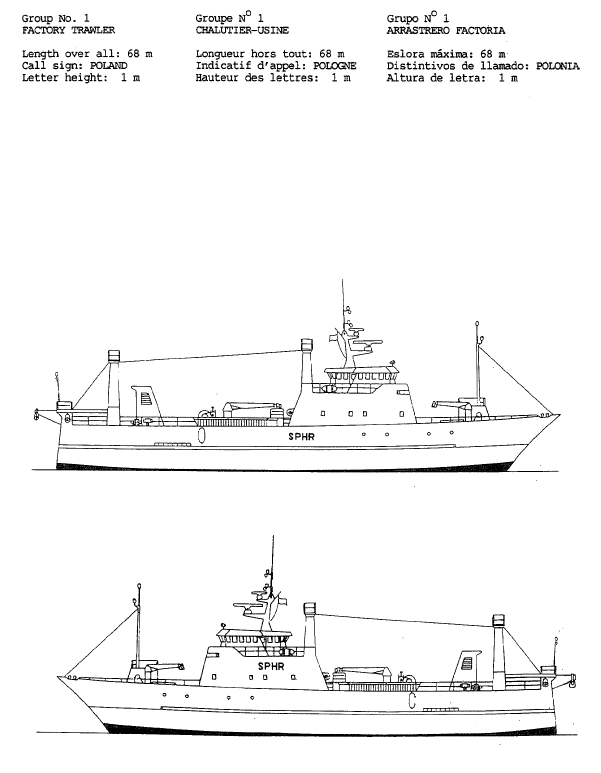 Group No. 1
FACTORY TRAWLER
Length over all: 68 m
Call sign: POLAND
Letter height: 1 m
Groupe Nº 1
CHALUTIER-USINE
Longueur hors tout: 68 m
Indicatif d'appel: POLOGNE
Hauteur des lettres: 1 m
Grupo Nº 1
ARRASTRERO FACTORIA
Eslora máxima: 68 m
Distintivos de llamado: POLONIA
Altura de letra: 1 m
SPHR
SPHR